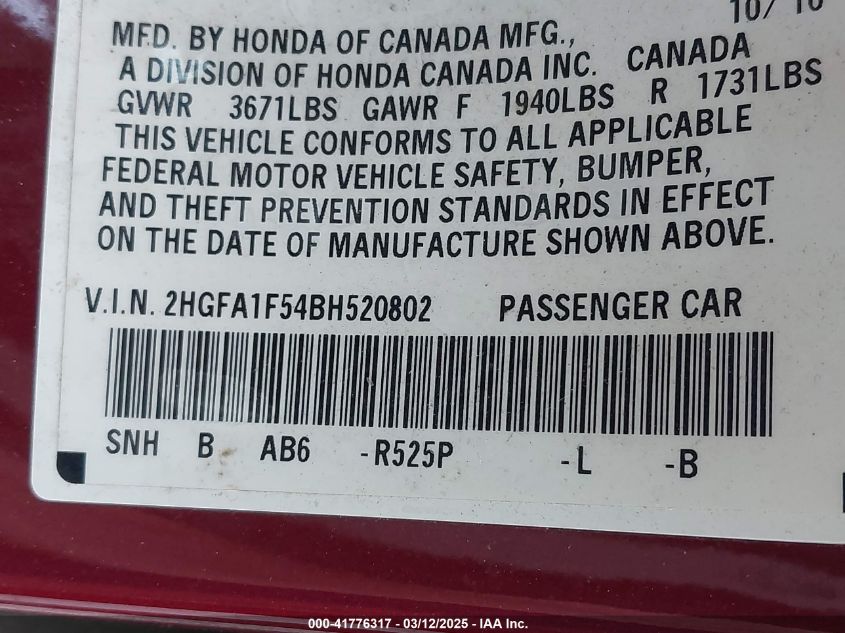 10/10
MFD. BY HONDA OF CANADA MFG.,
A DIVISION OF HONDA CANADA INC. CANADA
GVWR 3671LBS GAWR F 1940LBS R 1731LBS
THIS VEHICLE CONFORMS TO ALL APPLICABLE
FEDERAL MOTOR VEHICLE SAFETY, BUMPER,
AND THEFT PREVENTION STANDARDS IN EFFECT
ON THE DATE OF MANUFACTURE SHOWN ABOVE.
V.I.N. 2HGFA1F54BH520802 PASSENGER CAR
SNH B AB6 -R525P -L -B
000-41776317 - 03/12/2025 - IAA Inc.